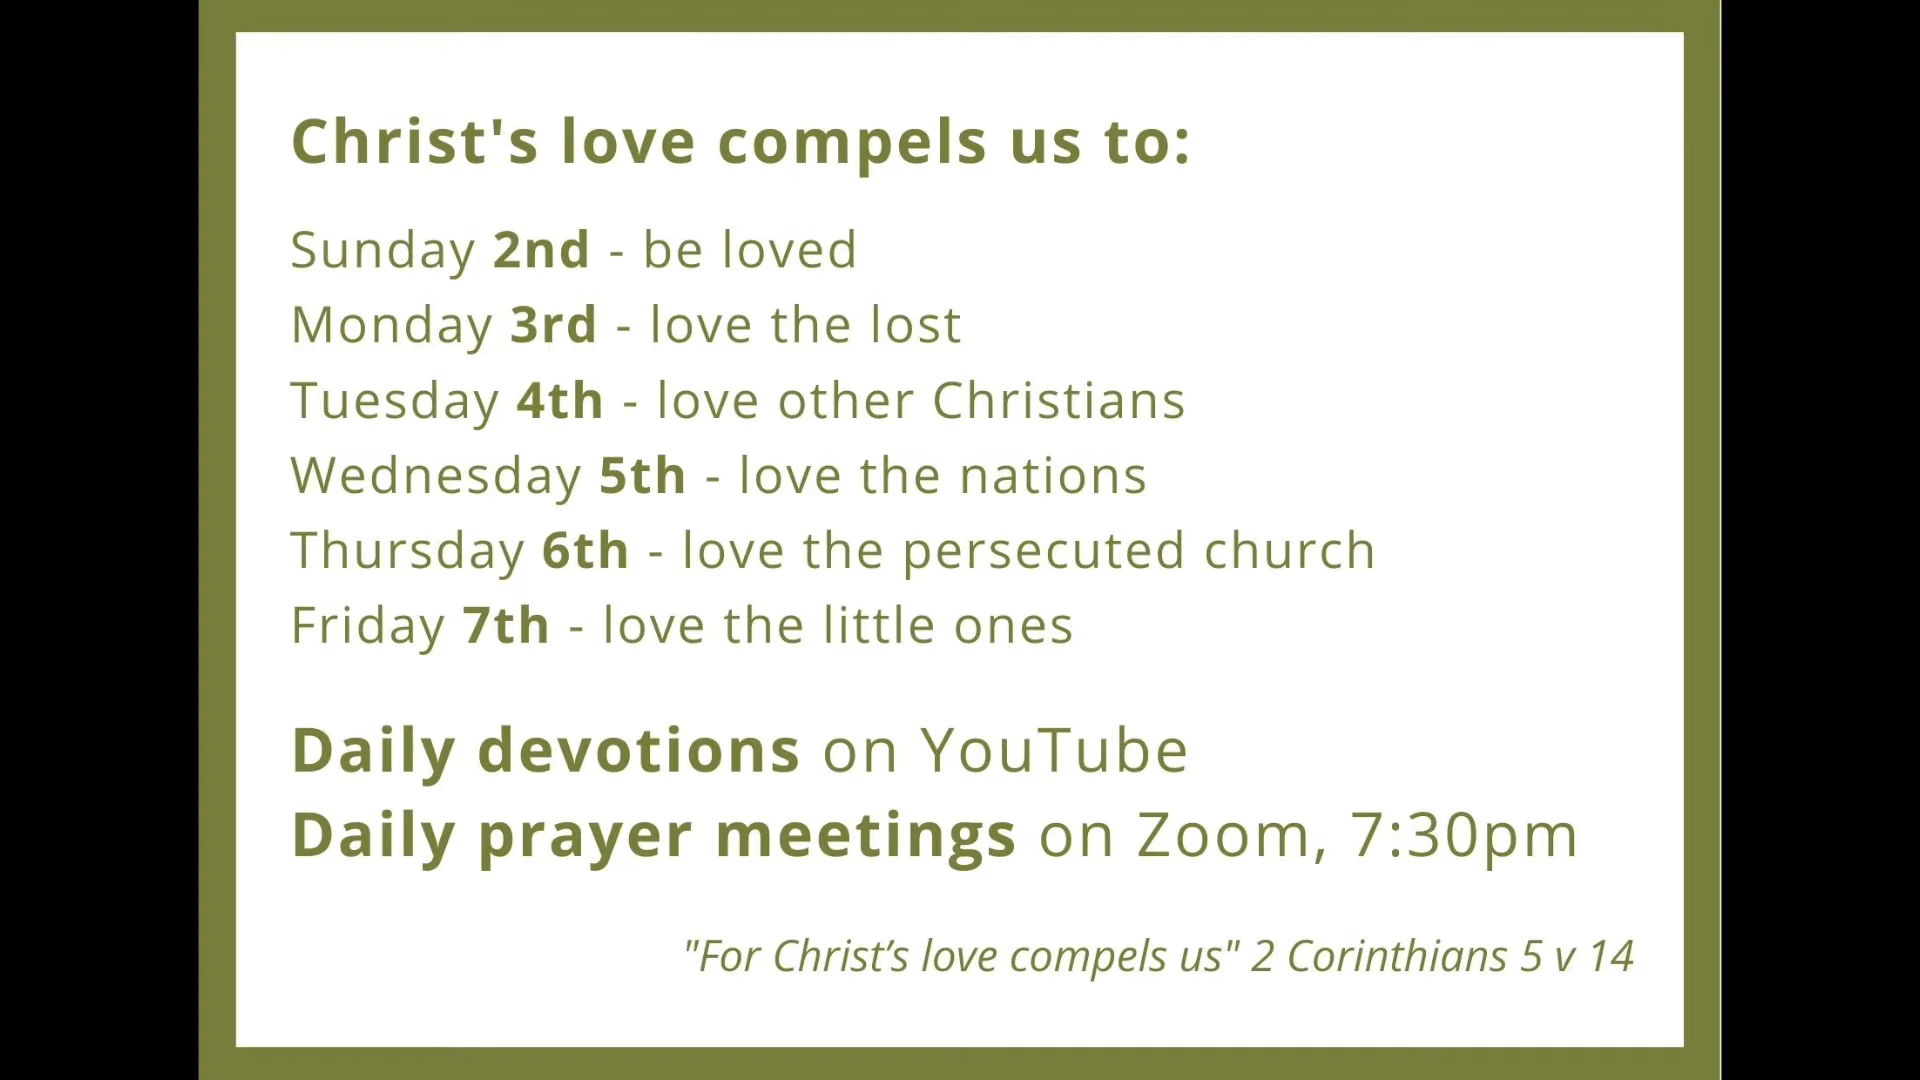 Christ's love compels us to:
Sunday 2nd - be loved
Monday 3rd - love the lost
Tuesday 4th - love other Christians
Wednesday 5th - love the nations
Thursday 6th - love the persecuted church
Friday 7th - love the little ones
Daily devotions on YouTube
Daily prayer meetings on Zoom, 7:30pm
"For Christ’s love compels us" 2 Corinthians 5 v 14